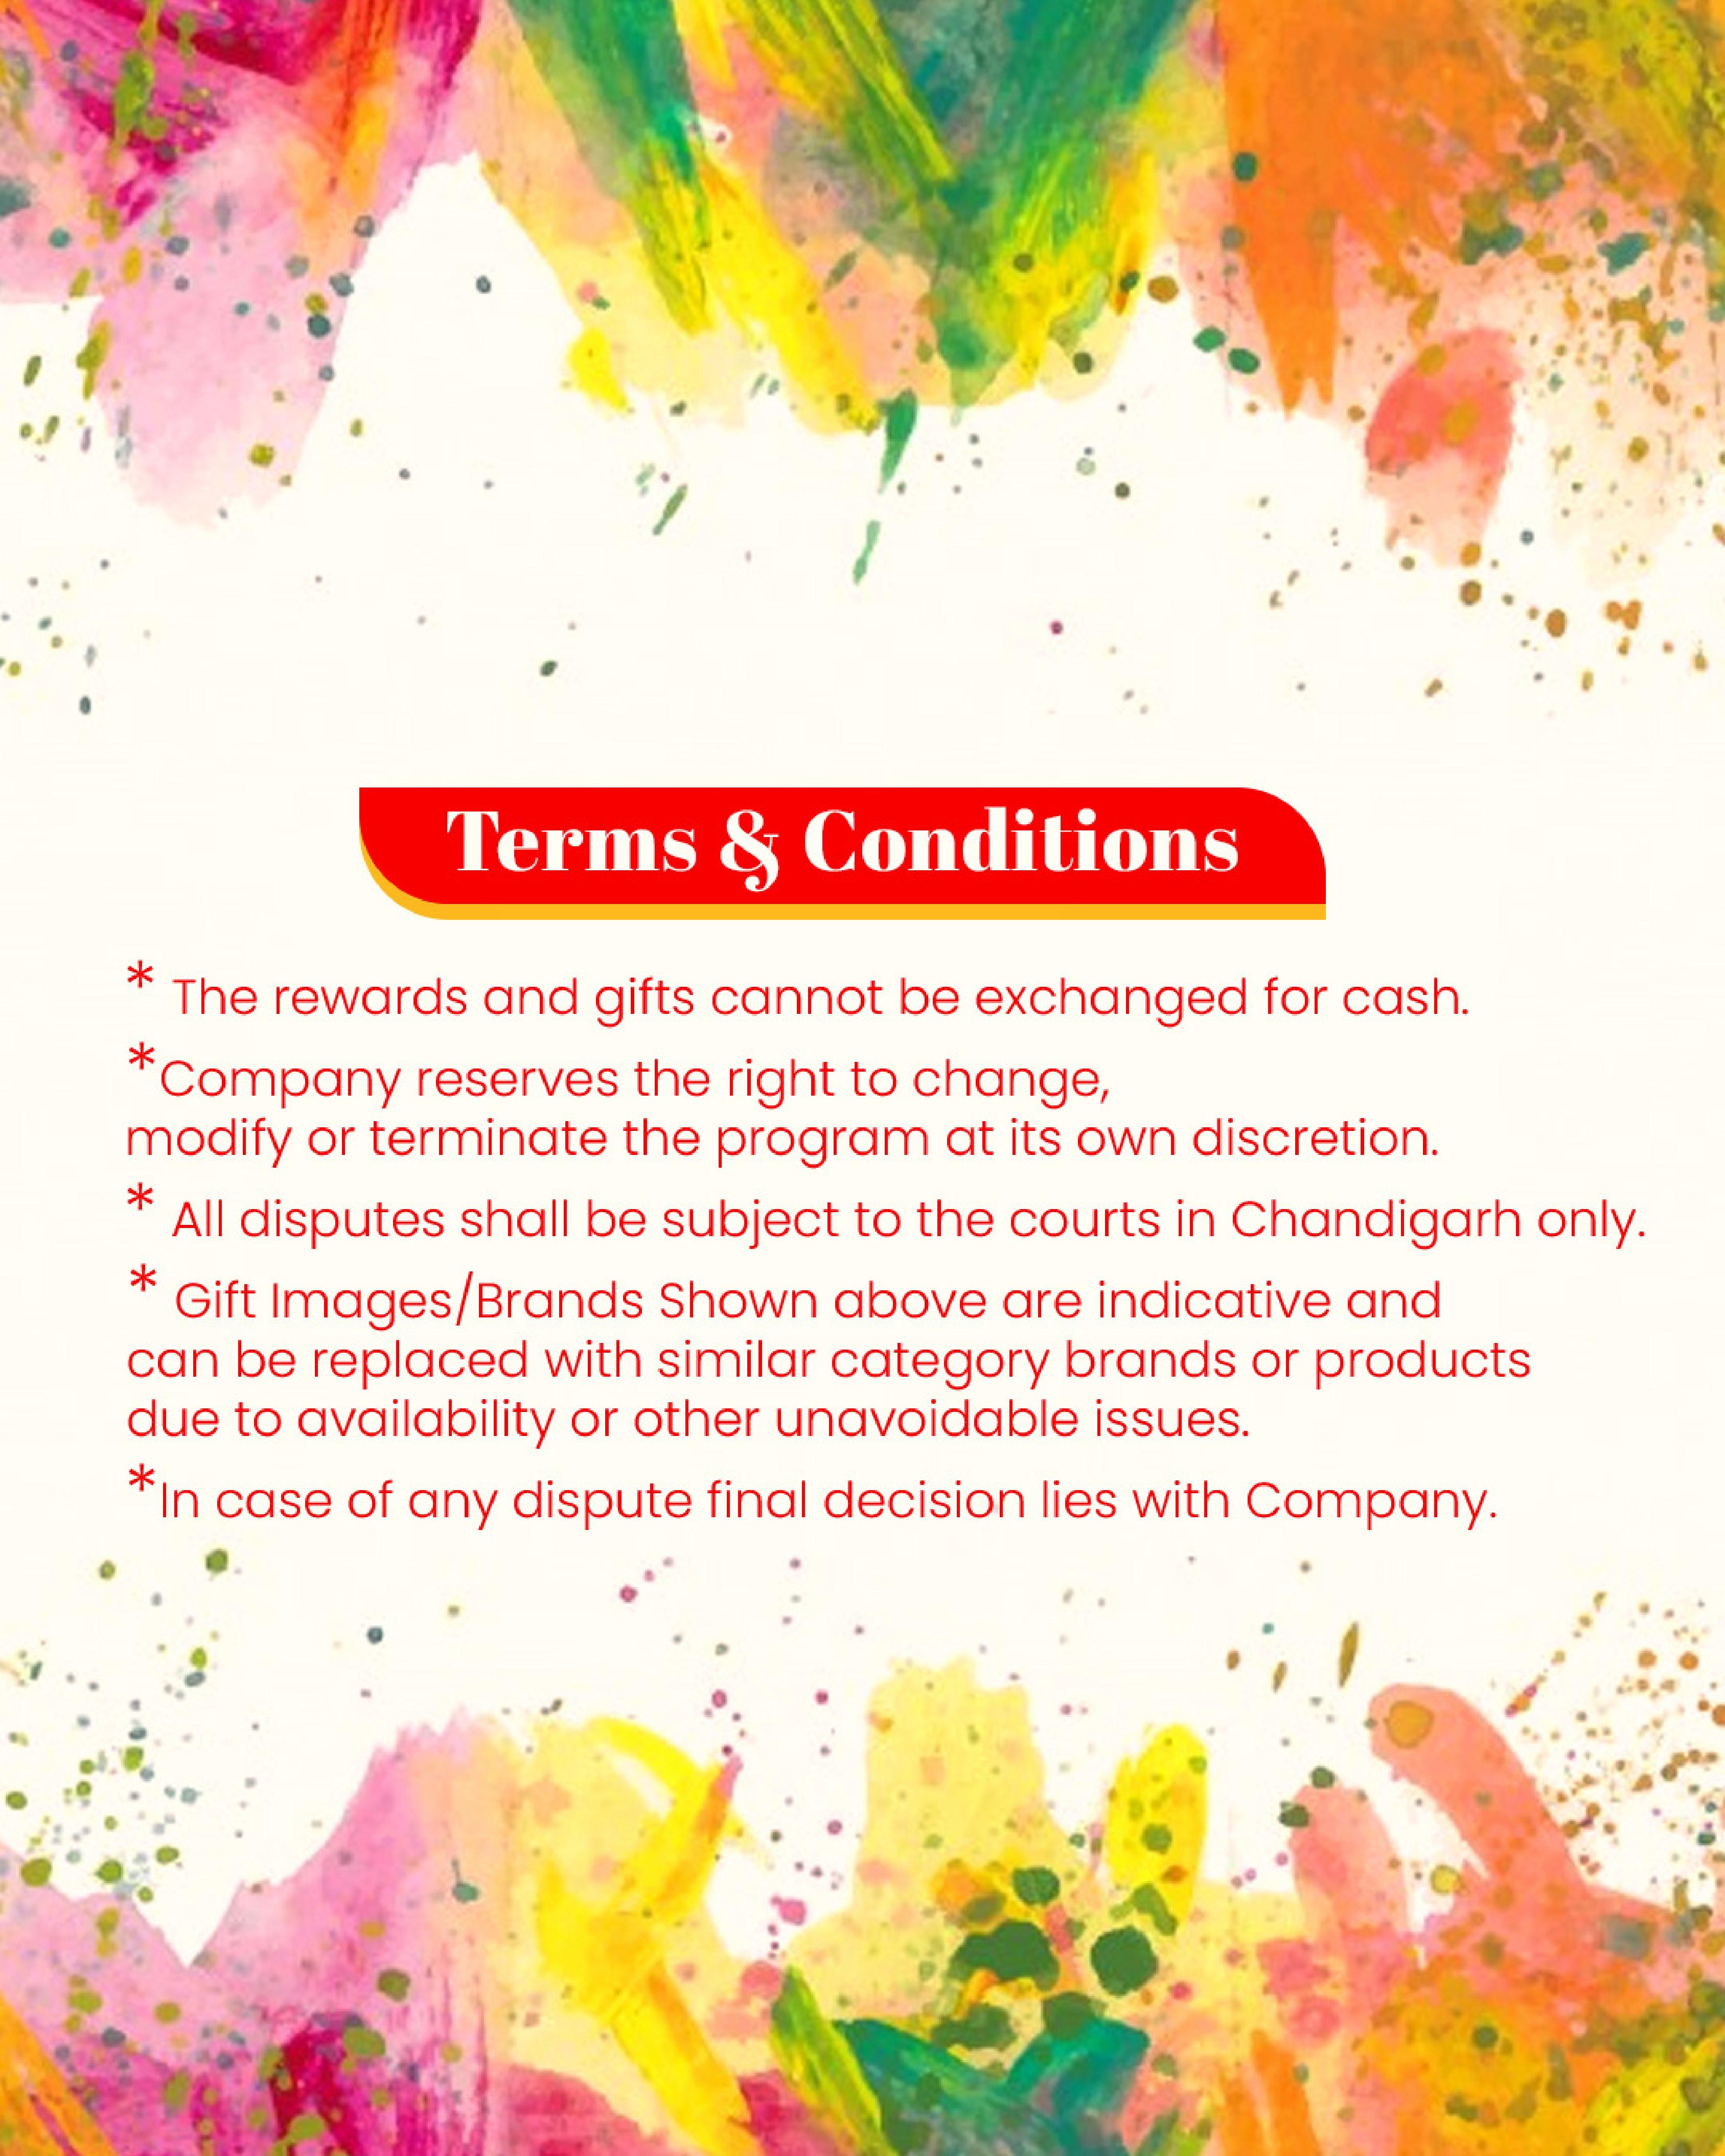 Terms & Conditions
* The rewards and gifts cannot be exchanged for cash.
*Company reserves the right to change,
modify or terminate the program at its own discretion.
* All disputes shall be subject to the courts in Chandigarh only.
* Gift Images/Brands Shown above are indicative and
can be replaced with similar category brands or products
due to availability or other unavoidable issues.
*In case of any dispute final decision lies with Company.